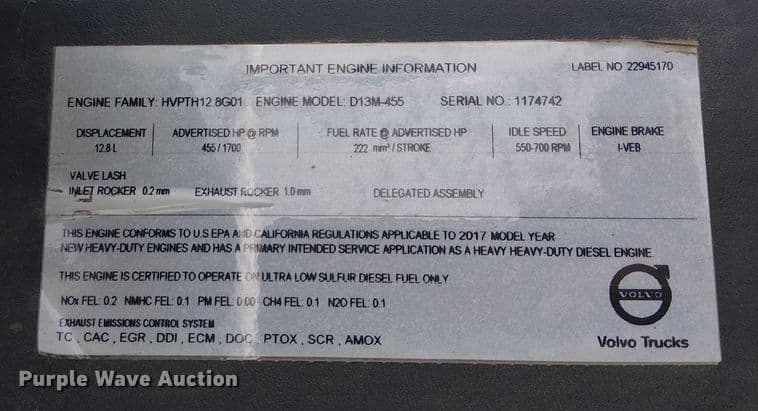 IMPORTANT ENGINE INFORMATION LABEL NO 22945170
ENGINE FAMILY: HVPTH12.8G01 ENGINE MODEL: D13M-455 SERIAL NO.: 1174742
DISPLACEMENT ADVERTISED HP @ RPM FUEL RATE @ ADVERTISED HP IDLE SPEED ENGINE BRAKE
12.8 L 455 / 1700 222 mm³ / STROKE 550-700 RPM I-VEB
VALVE LASH
INLET ROCKER 0.2 mm EXHAUST ROCKER 1.0 mm DELEGATED ASSEMBLY
THIS ENGINE CONFORMS TO U.S EPA AND CALIFORNIA REGULATIONS APPLICABLE TO 2017 MODEL YEAR
NEW HEAVY-DUTY ENGINES AND HAS A PRIMARY INTENDED SERVICE APPLICATION AS A HEAVY HEAVY-DUTY DIESEL ENGINE.
THIS ENGINE IS CERTIFIED TO OPERATE ON ULTRA LOW SULFUR DIESEL FUEL ONLY
NOx FEL: 0.2 NMHC FEL: 0.1 PM FEL: 0.00 CH4 FEL: 0.1 N2O FEL: 0.1
EXHAUST EMISSIONS CONTROL SYSTEM
TC , CAC , EGR , DDI , ECM , DOC , PTOX , SCR , AMOX
VOLVO
Volvo Trucks
Purple Wave Auction